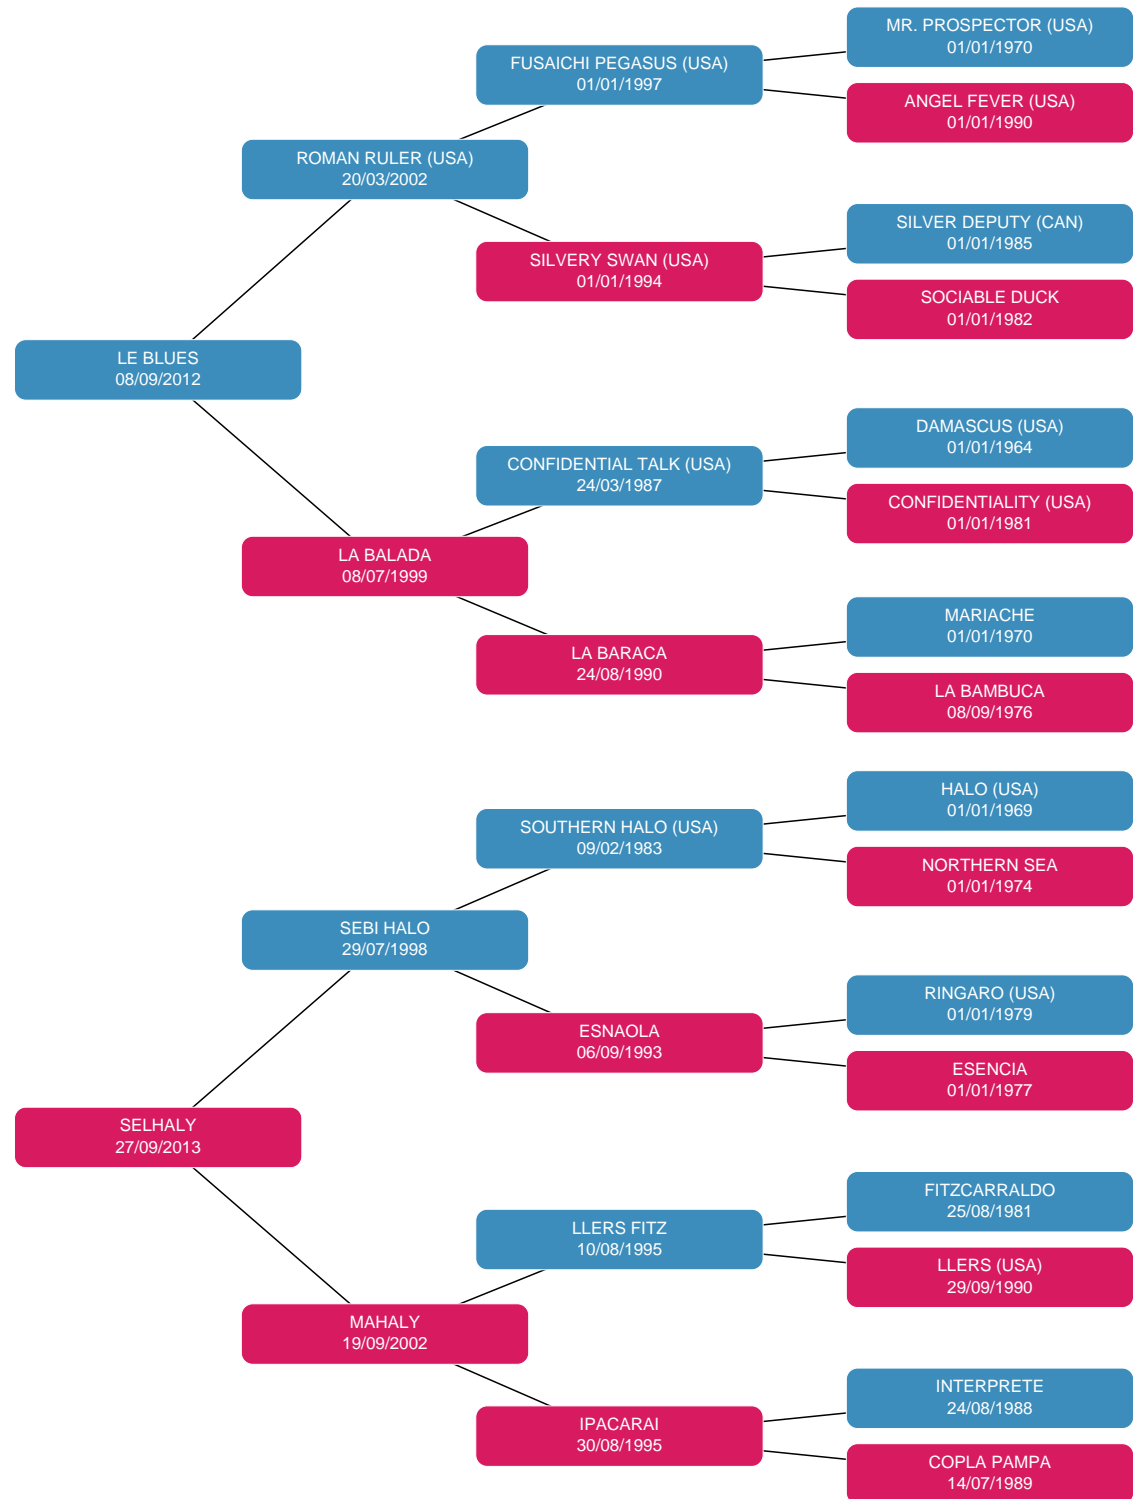 MR. PROSPECTOR (USA)
01/01/1970
FUSAICHI PEGASUS (USA)
01/01/1997
ANGEL FEVER (USA)
01/01/1990
ROMAN RULER (USA)
20/03/2002
SILVER DEPUTY (CAN)
01/01/1985
SILVERY SWAN (USA)
01/01/1994
SOCIABLE DUCK
01/01/1982
LE BLUES
08/09/2012
DAMASCUS (USA)
01/01/1964
CONFIDENTIAL TALK (USA)
24/03/1987
CONFIDENTIALITY (USA)
01/01/1981
LA BALADA
08/07/1999
MARIACHE
01/01/1970
LA BARACA
24/08/1990
LA BAMBUCA
08/09/1976
HALO (USA)
01/01/1969
SOUTHERN HALO (USA)
09/02/1983
NORTHERN SEA
01/01/1974
SEBI HALO
29/07/1998
RINGARO (USA)
01/01/1979
ESNAOLA
06/09/1993
ESENCIA
01/01/1977
SELHALY
27/09/2013
FITZCARRALDO
25/08/1981
LLERS FITZ
10/08/1995
LLERS (USA)
29/09/1990
MAHALY
19/09/2002
INTERPRETE
24/08/1988
IPACARAI
30/08/1995
COPLA PAMPA
14/07/1989